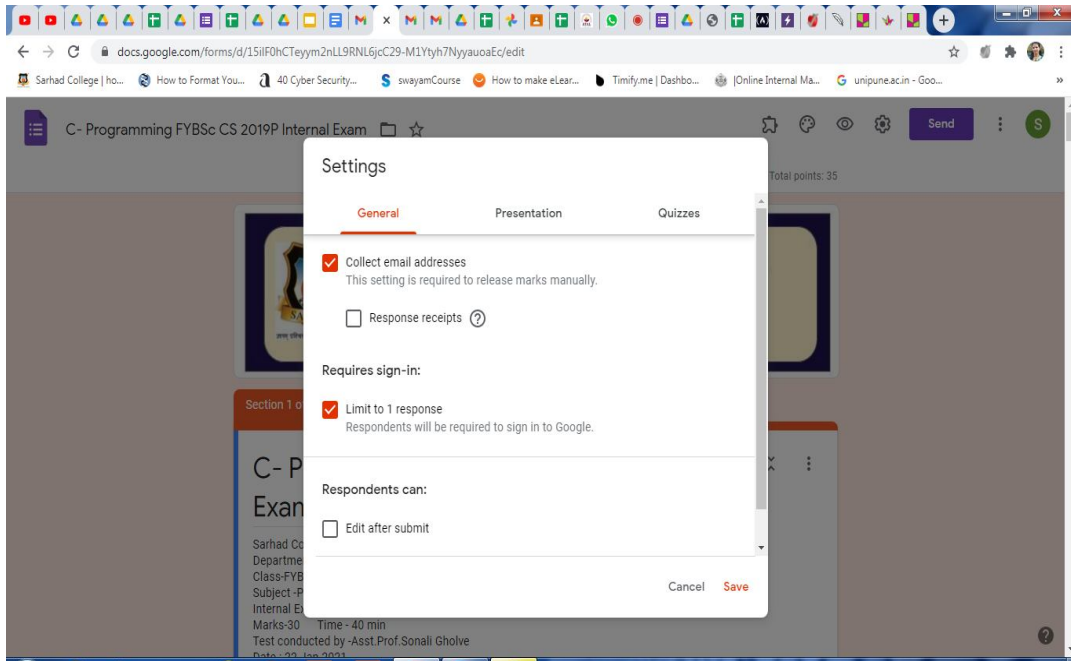 docs.google.com/forms/d/15iIF0hCTeyym2nLL9RNL6jcC29-M1Ytyh7NyyauoaEc/edit
Sarhad College | ho... How to Format You... 40 Cyber Security... swayamCourse How to make eLear... Timify.me | Dashbo... |Online Internal Ma... unipune.ac.in - Goo... »
C- Programming FYBSc CS 2019P Internal Exam Send S
Settings
Total points: 35
General Presentation Quizzes
Collect email addresses
This setting is required to release marks manually.
Response receipts
Requires sign-in:
Section 1 o
Limit to 1 response
Respondents will be required to sign in to Google.
C- P
Respondents can:
Exan
Edit after submit
Sarhad Co
Departme
Class-FYB
Cancel Save
Subject -P
Internal Ex
Marks-30 Time - 40 min
Test conducted by -Asst.Prof.Sonali Gholve
Date : 22 Jan 2021